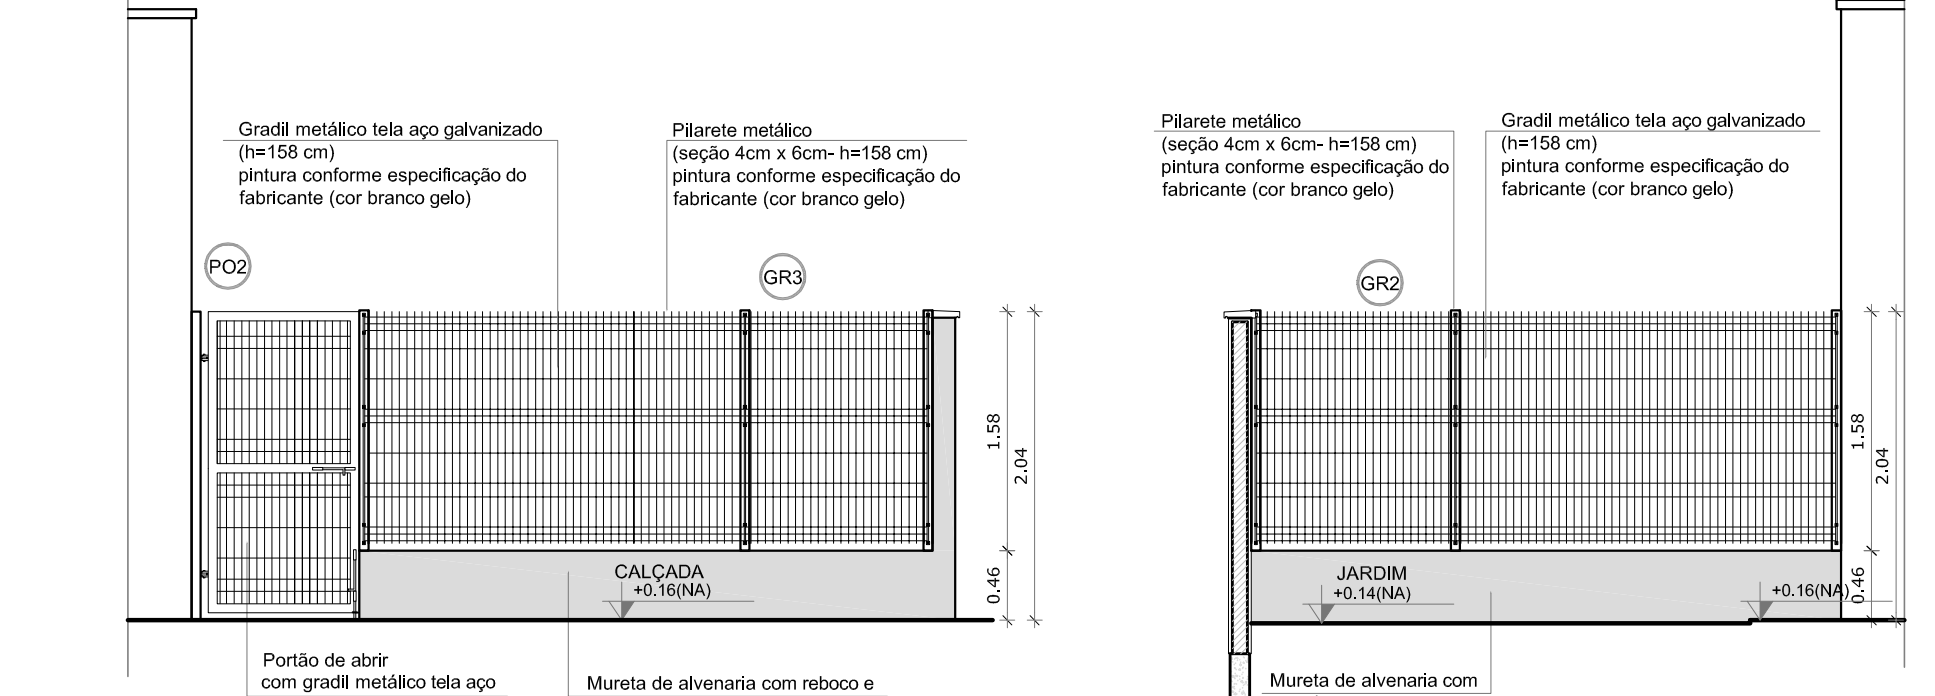 Gradil metálico tela aço galvanizado
(h=158 cm)
pintura conforme especificação do
fabricante (cor branco gelo)
Pilarete metálico
(seção 4cm x 6cm- h=158 cm)
pintura conforme especificação do
fabricante (cor branco gelo)
PO2
GR3
1.58
2.04
0.46
CALÇADA
+0.16(NA)
Portão de abrir
com gradil metálico tela aço
Mureta de alvenaria com reboco e
Pilarete metálico
(seção 4cm x 6cm- h=158 cm)
pintura conforme especificação do
fabricante (cor branco gelo)
Gradil metálico tela aço galvanizado
(h=158 cm)
pintura conforme especificação do
fabricante (cor branco gelo)
GR2
1.58
2.04
0.46
JARDIM
+0.14(NA)
+0.16(NA)
Mureta de alvenaria com